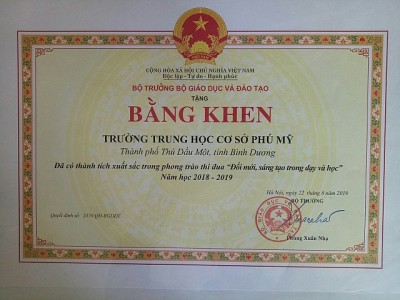 CỘNG HÒA XÃ HỘI CHỦ NGHĨA VIỆT NAM
Độc lập - Tự do - Hạnh phúc
BỘ TRƯỞNG BỘ GIÁO DỤC VÀ ĐÀO TẠO
TẶNG
BẰNG KHEN
TRƯỜNG TRUNG HỌC CƠ SỞ PHÚ MỸ
Thành phố Thủ Dầu Một, tỉnh Bình Dương
Đã có thành tích xuất sắc trong phong trào thi đua "Đổi mới, sáng tạo trong dạy và học"
Năm học 2018 - 2019
Hà Nội, ngày 22 tháng 8 năm 2019
BỘ TRƯỞNG
Quyết định số:
Phùng Xuân Nhạ